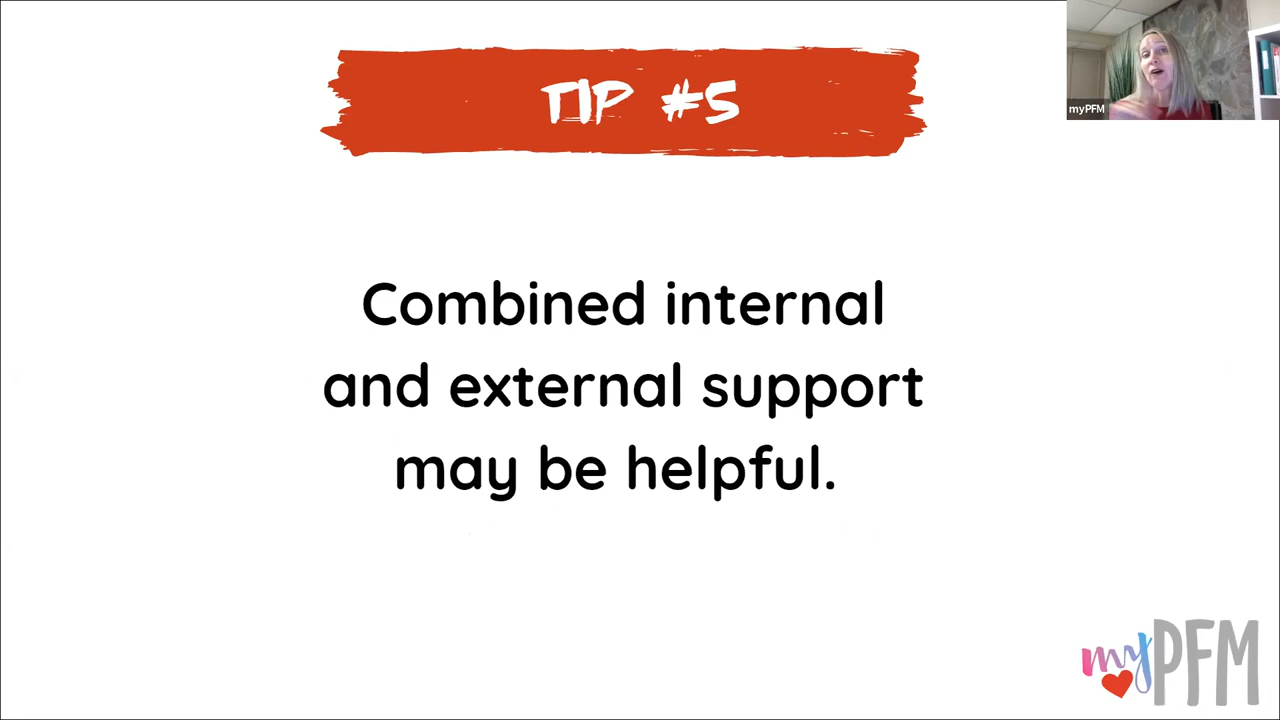 TIP #5
myPFM
Combined internal
and external support
may be helpful.
myPFM